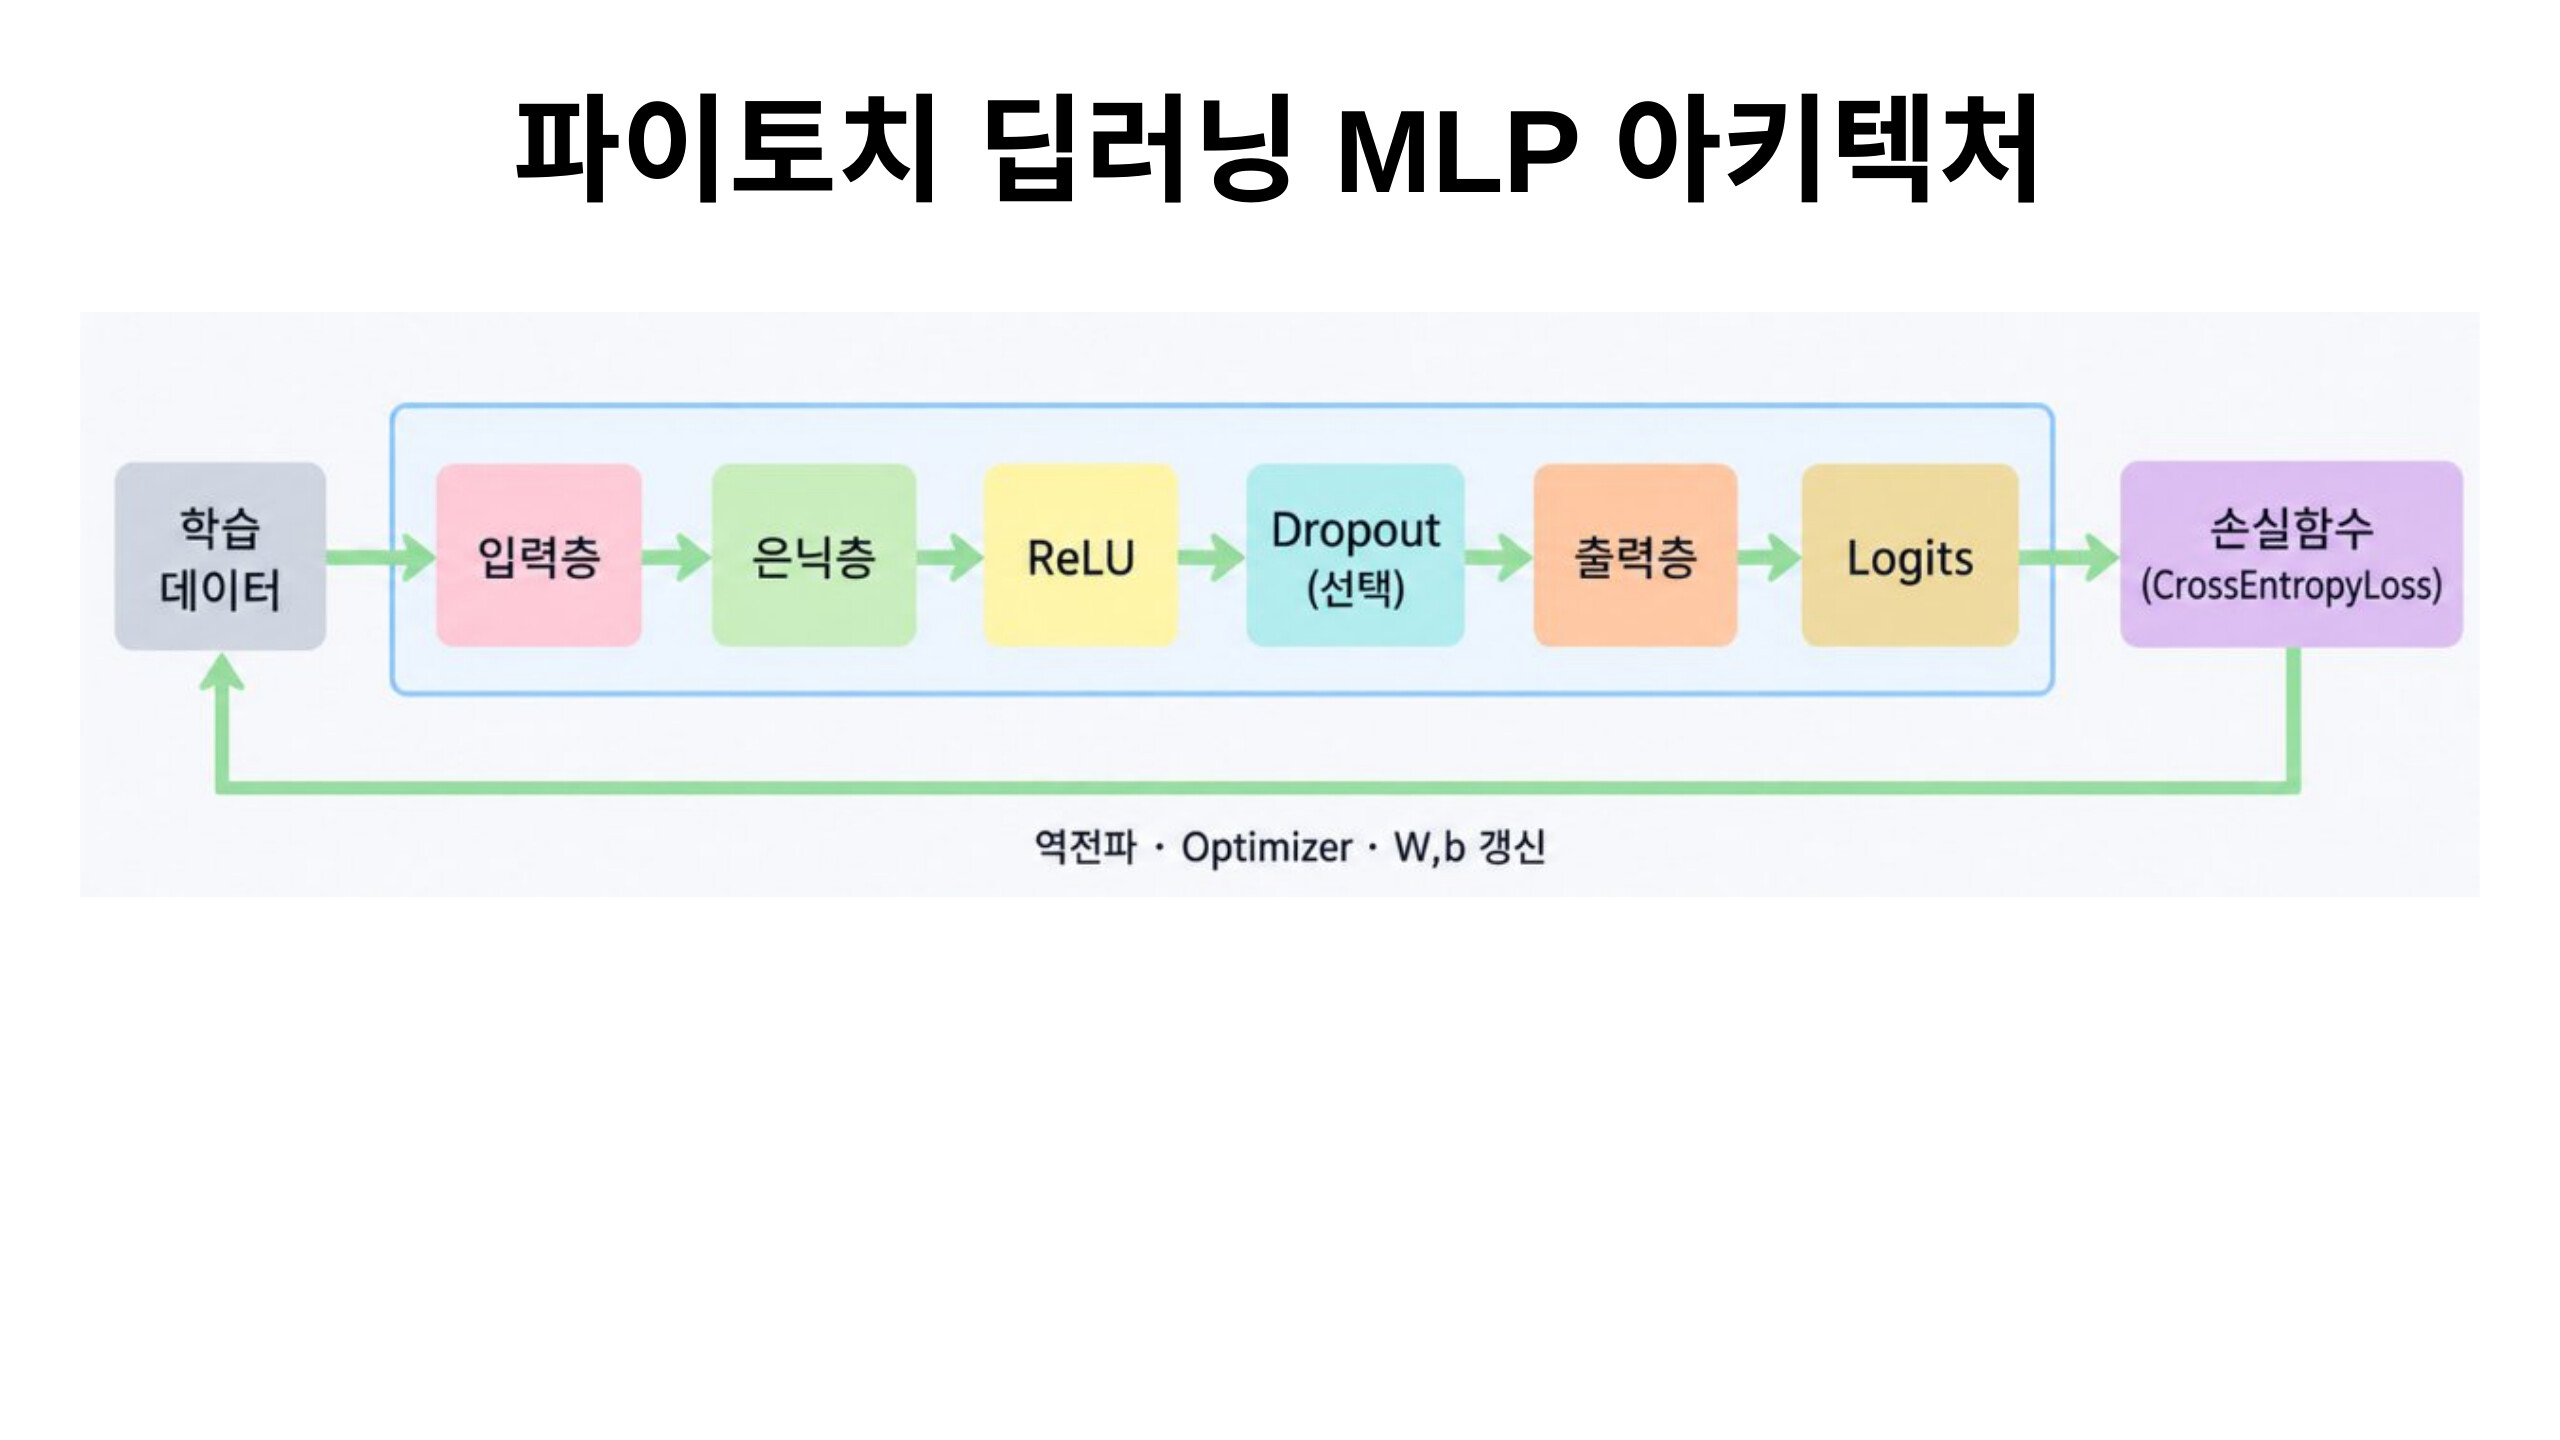 파이토치 딥러닝 MLP 아키텍처
학습
데이터
입력층
은닉층
ReLU
Dropout
(선택)
출력층
Logits
손실함수
(CrossEntropyLoss)
역전파 · Optimizer · W,b 갱신